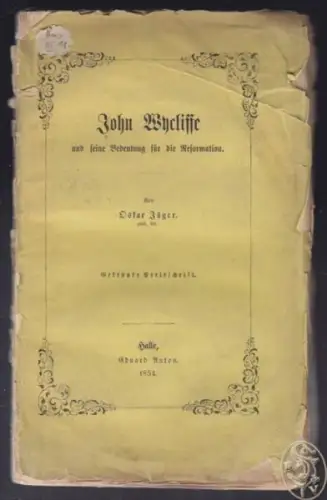 John Wycliffe
und seine Bedeutung für die Reformation.
Von
Oskar Jäger.
Gekrönte Preisschrift.
Halle,
Eduard Anton.
1854.